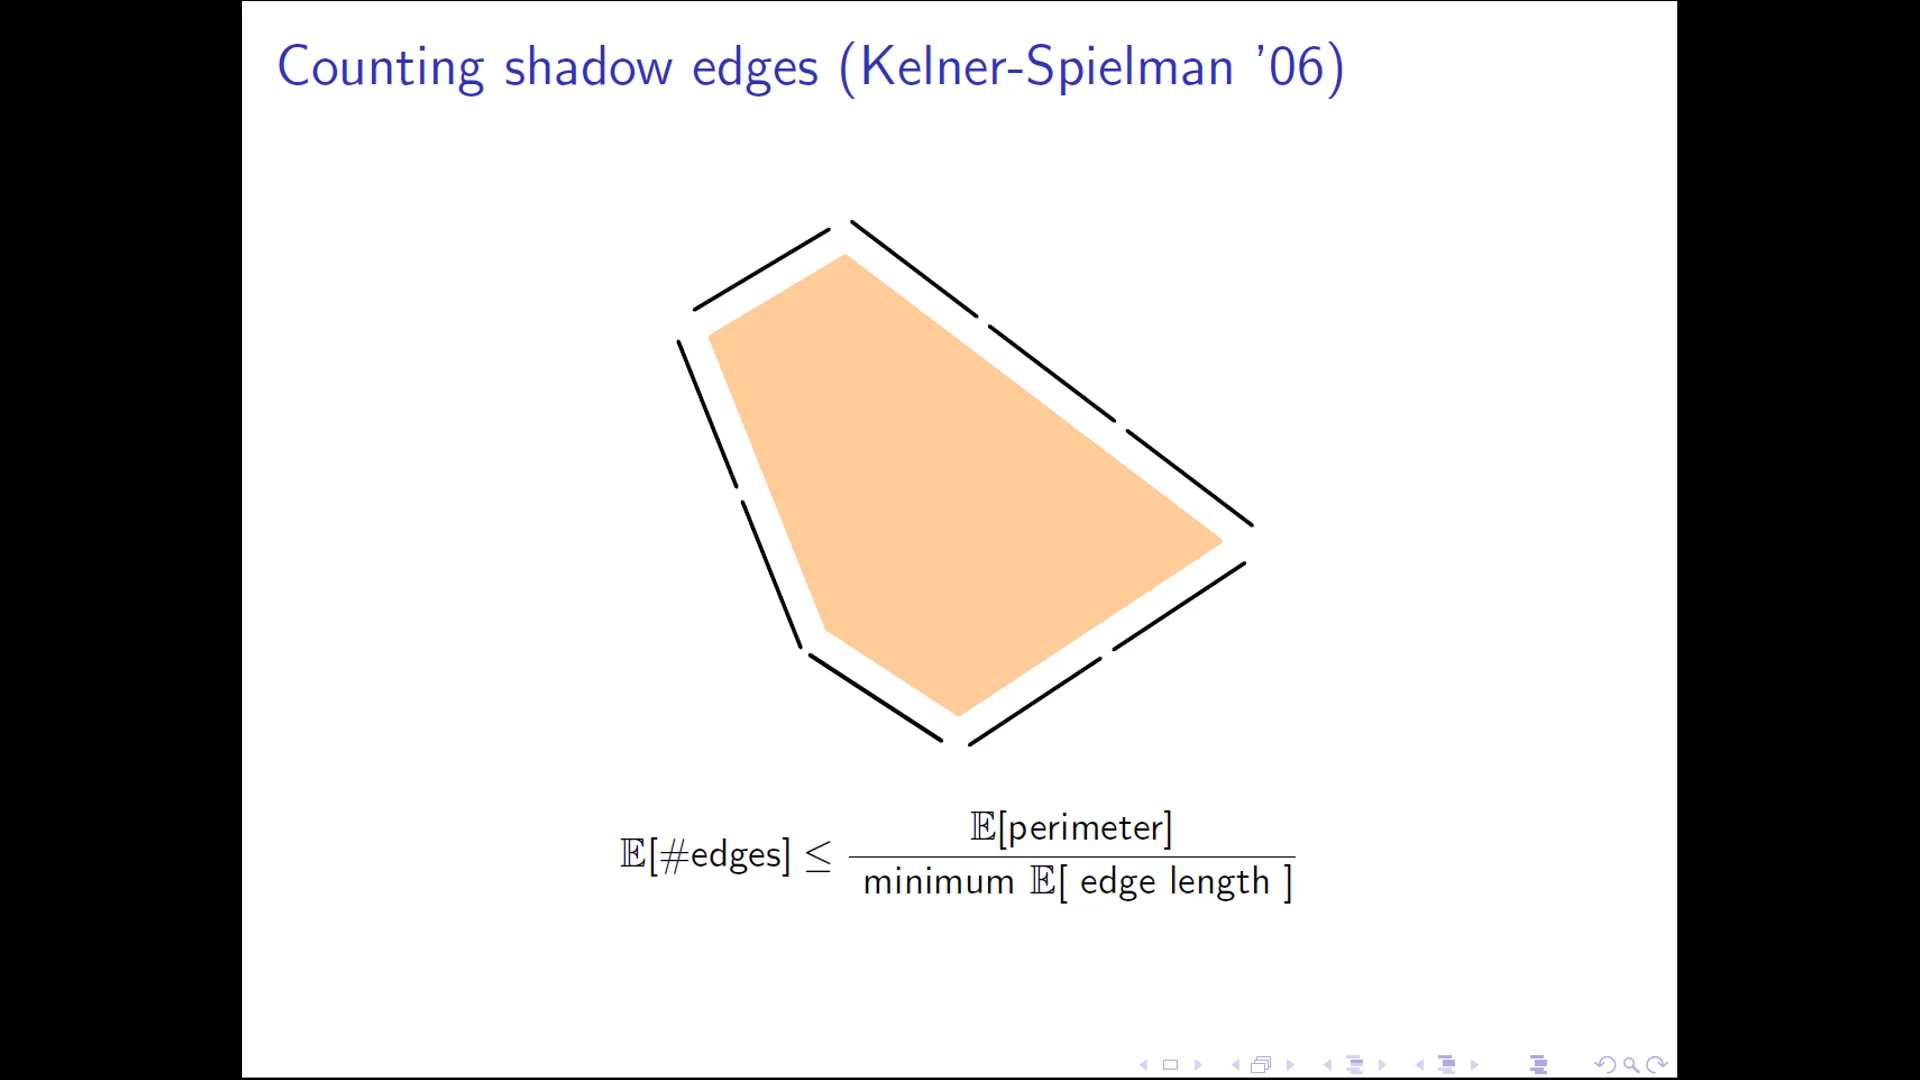 Counting shadow edges (Kelner-Spielman ’06)
𝔼[#edges] ≤ 𝔼[perimeter] / minimum 𝔼[ edge length ]